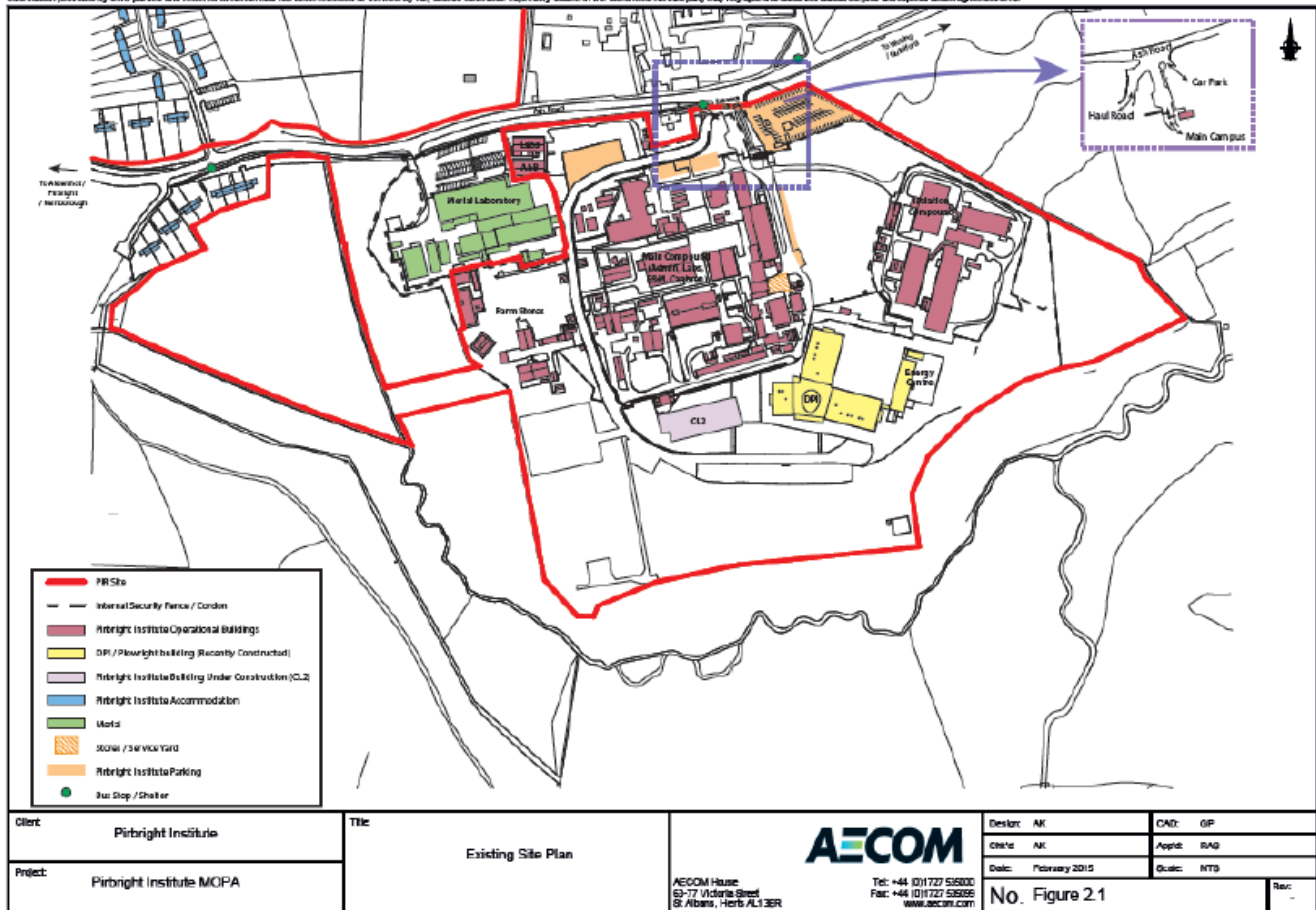 To Woking
/ Guildford
Ash Road
Car Park
Haul Road
Main Campus
Ash Road
To Aldershot /
Pirbright
/ Farnborough
Labs
A&B
Merial Laboratory
Isolation
Compound
Main Compound
(Admin, Labs,
Farm Stores
Energy
Centre
DPI
CL2
PIR Site
Internal Security Fence / Cordon
Pirbright Institute Operational Buildings
DPI / Plowright building (Recently Constructed)
Pirbright Institute Building Under Construction (CL2)
Pirbright Institute Accommodation
Merial
Stores / Service Yard
Pirbright Institute Parking
Bus Stop / Shelter
Client
Pirbright Institute
Project:
Pirbright Institute MOPA
Title
Existing Site Plan
AECOM
AECOM House
63-77 Victoria Street
St Albans, Herts AL1 3ER
Tel: +44 (0)1727 535000
Fax: +44 (0)1727 535099
www.aecom.com
Design: AK
CAD: GP
Chk'd: AK
App'd: RAG
Date: February 2015
Scale: NTS
No. Figure 2.1
Rev:
-